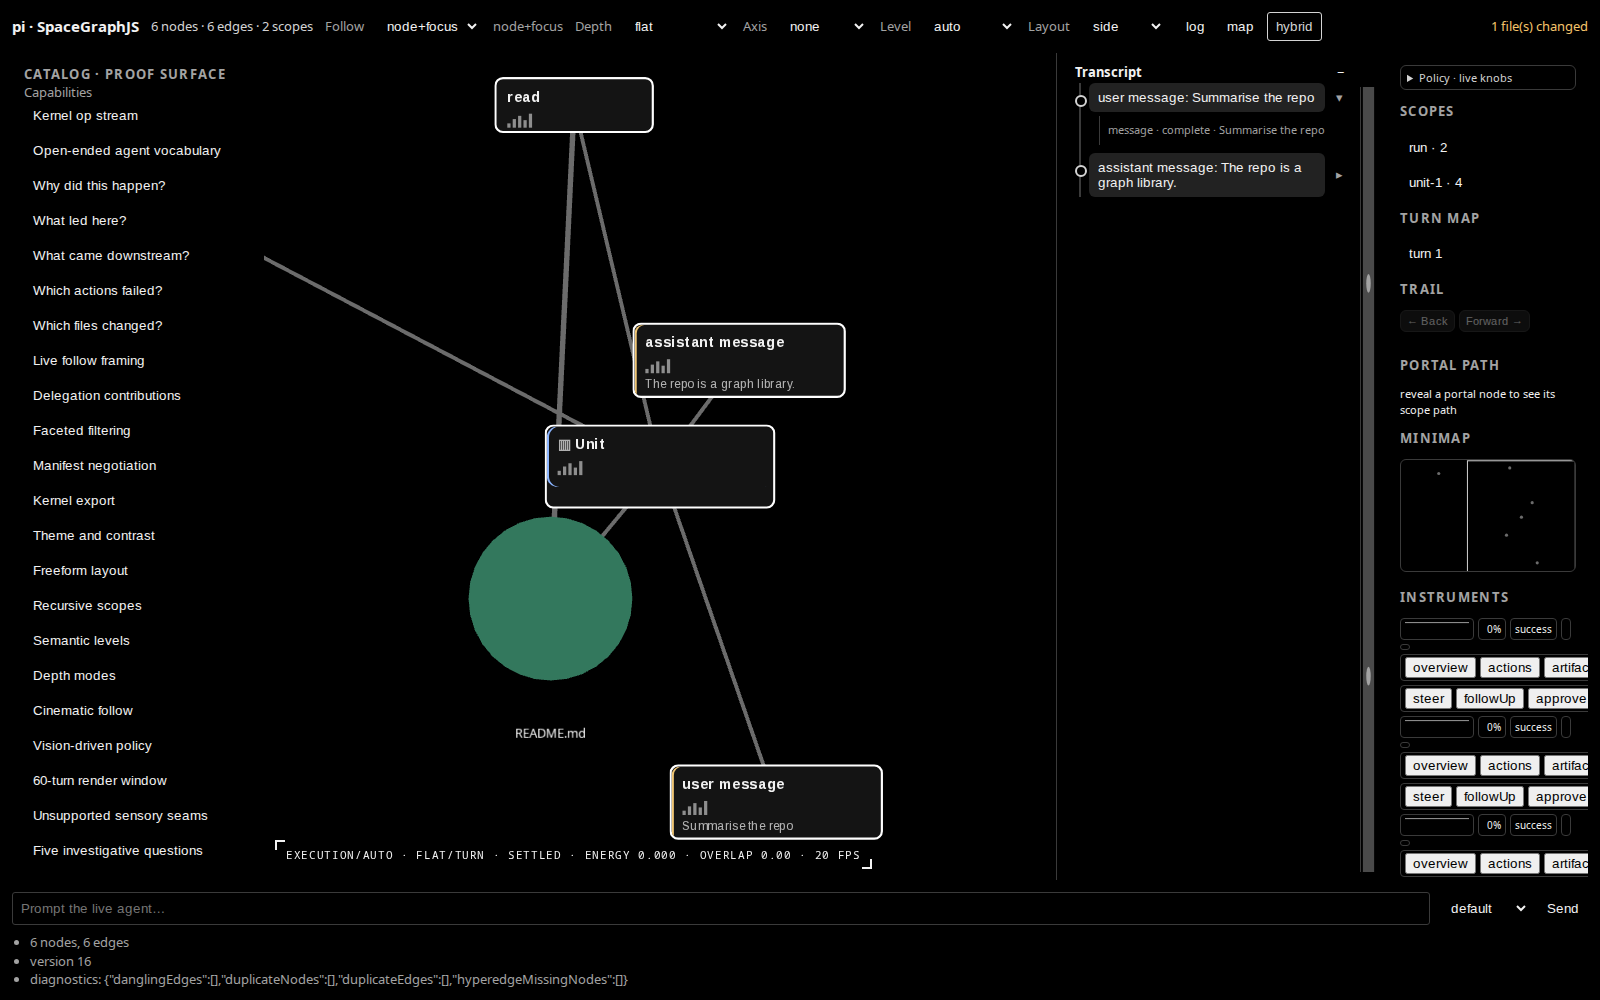 pi · SpaceGraphJS 6 nodes · 6 edges · 2 scopes Follow node+focus node+focus Depth flat Axis none Level auto Layout side log map hybrid 1 file(s) changed
CATALOG · PROOF SURFACE
Capabilities
Kernel op stream
Open-ended agent vocabulary
Why did this happen?
What led here?
What came downstream?
Which actions failed?
Which files changed?
Live follow framing
Delegation contributions
Faceted filtering
Manifest negotiation
Kernel export
Theme and contrast
Freeform layout
Recursive scopes
Semantic levels
Depth modes
Cinematic follow
Vision-driven policy
60-turn render window
Unsupported sensory seams
Five investigative questions
read
assistant message
The repo is a graph library.
Unit
README.md
user message
Summarise the repo
EXECUTION/AUTO · FLAT/TURN · SETTLED · ENERGY 0.000 · OVERLAP 0.00 · 20 FPS
Transcript −
user message: Summarise the repo
message · complete · Summarise the repo
assistant message: The repo is a
graph library.
Policy · live knobs
SCOPES
run · 2
unit-1 · 4
TURN MAP
turn 1
TRAIL
← Back Forward →
PORTAL PATH
reveal a portal node to see its
scope path
MINIMAP
INSTRUMENTS
0% success
overview actions artifac
steer followUp approve
0% success
overview actions artifac
steer followUp approve
0% success
overview actions artifac
Prompt the live agent… default Send
6 nodes, 6 edges
version 16
diagnostics: {"danglingEdges":[],"duplicateNodes":[],"duplicateEdges":[],"hyperedgeMissingNodes":[]}